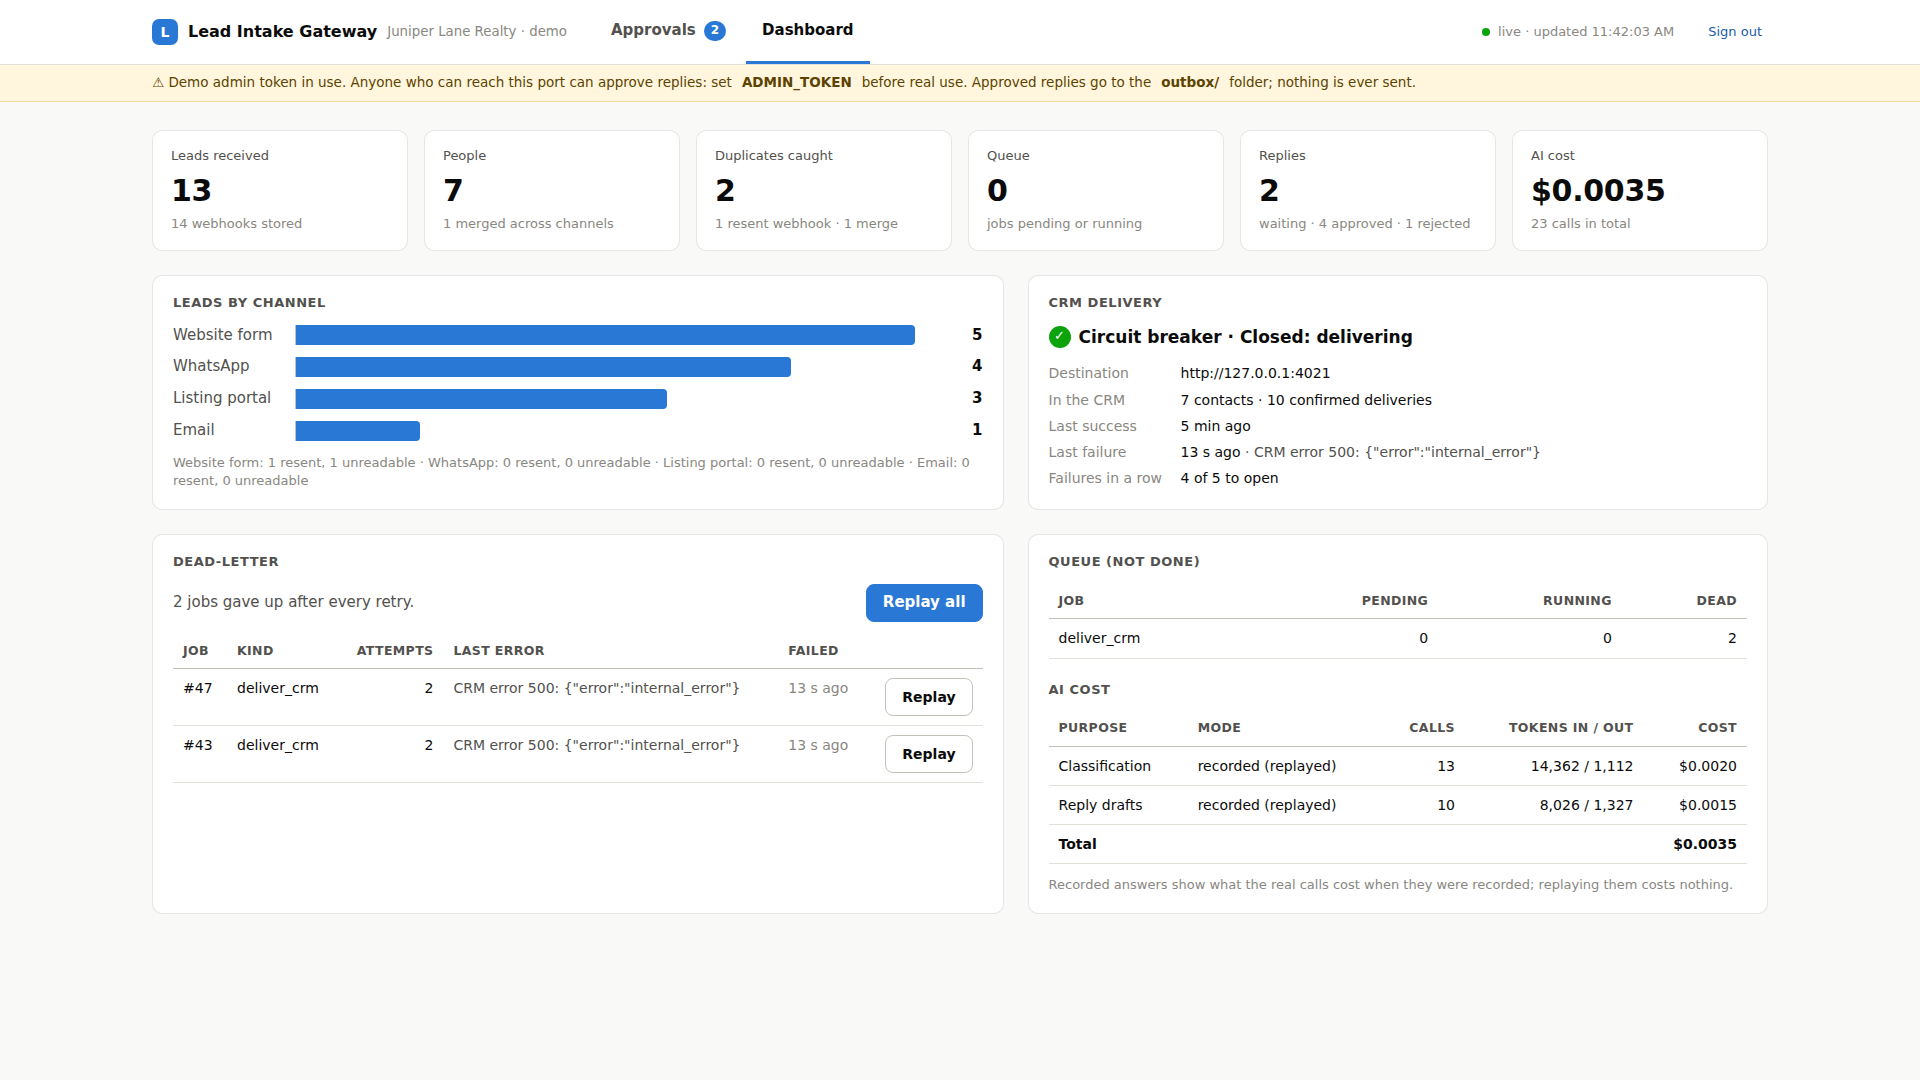 L Lead Intake Gateway Juniper Lane Realty · demo Approvals 2 Dashboard live · updated 11:42:03 AM Sign out
⚠ Demo admin token in use. Anyone who can reach this port can approve replies: set ADMIN_TOKEN before real use. Approved replies go to the outbox/ folder; nothing is ever sent.
Leads received
13
14 webhooks stored
People
7
1 merged across channels
Duplicates caught
2
1 resent webhook · 1 merge
Queue
0
jobs pending or running
Replies
2
waiting · 4 approved · 1 rejected
AI cost
$0.0035
23 calls in total
LEADS BY CHANNEL
Website form 5
WhatsApp 4
Listing portal 3
Email 1
Website form: 1 resent, 1 unreadable · WhatsApp: 0 resent, 0 unreadable · Listing portal: 0 resent, 0 unreadable · Email: 0
resent, 0 unreadable
CRM DELIVERY
✓ Circuit breaker · Closed: delivering
Destination http://127.0.0.1:4021
In the CRM 7 contacts · 10 confirmed deliveries
Last success 5 min ago
Last failure 13 s ago · CRM error 500: {"error":"internal_error"}
Failures in a row 4 of 5 to open
DEAD-LETTER
2 jobs gave up after every retry. Replay all
JOB KIND ATTEMPTS LAST ERROR FAILED
#47 deliver_crm 2 CRM error 500: {"error":"internal_error"} 13 s ago Replay
#43 deliver_crm 2 CRM error 500: {"error":"internal_error"} 13 s ago Replay
QUEUE (NOT DONE)
JOB PENDING RUNNING DEAD
deliver_crm 0 0 2
AI COST
PURPOSE MODE CALLS TOKENS IN / OUT COST
Classification recorded (replayed) 13 14,362 / 1,112 $0.0020
Reply drafts recorded (replayed) 10 8,026 / 1,327 $0.0015
Total $0.0035
Recorded answers show what the real calls cost when they were recorded; replaying them costs nothing.